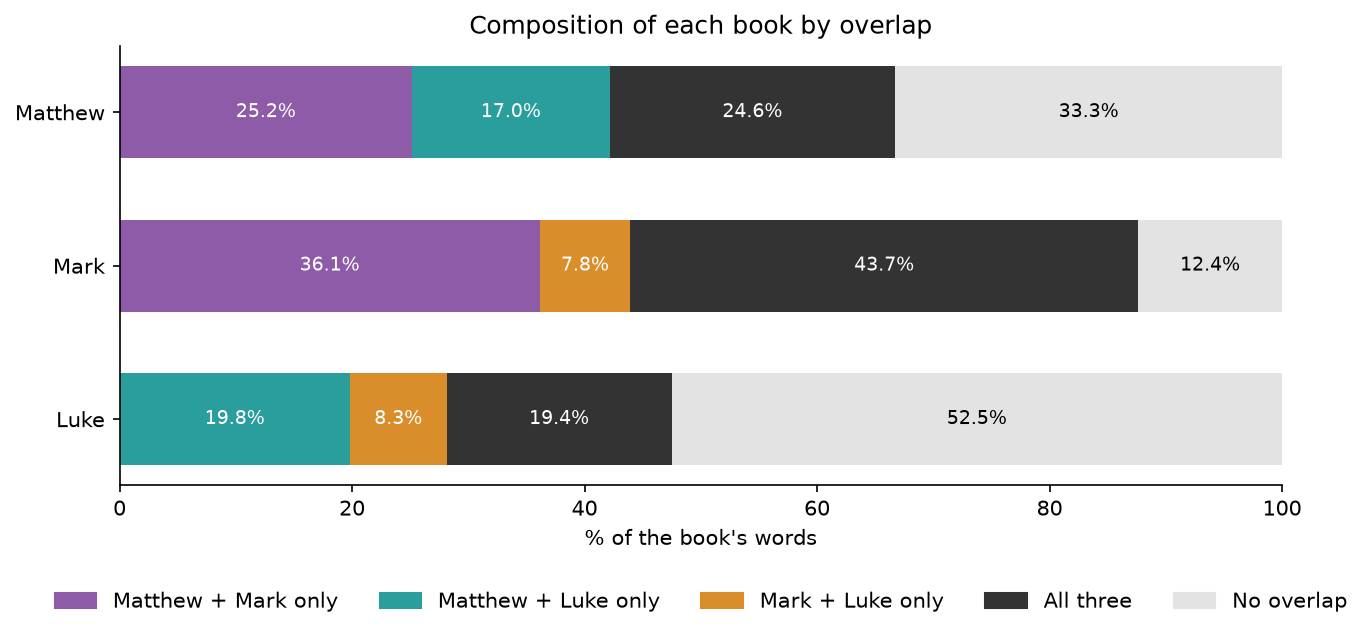 Composition of each book by overlap
Matthew 25.2% 17.0% 24.6% 33.3%
Mark 36.1% 7.8% 43.7% 12.4%
Luke 19.8% 8.3% 19.4% 52.5%
0 20 40 60 80 100
% of the book's words
Matthew + Mark only Matthew + Luke only Mark + Luke only All three No overlap